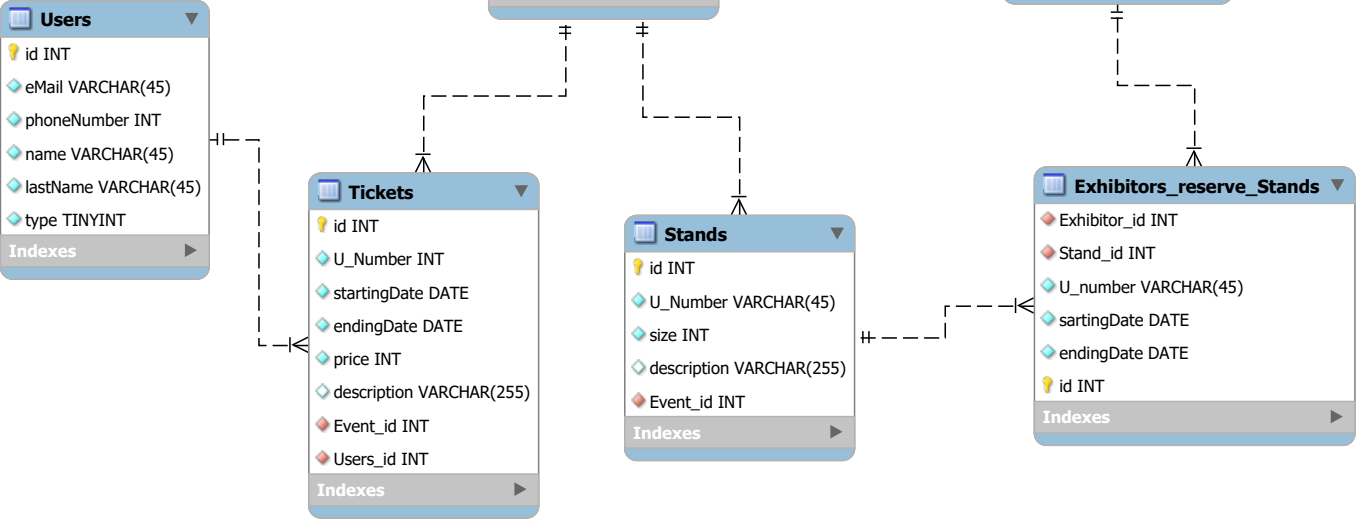 Users
id INT
eMail VARCHAR(45)
phoneNumber INT
name VARCHAR(45)
lastName VARCHAR(45)
type TINYINT
Indexes
Tickets
id INT
U_Number INT
startingDate DATE
endingDate DATE
price INT
description VARCHAR(255)
Event_id INT
Users_id INT
Indexes
Stands
id INT
U_Number VARCHAR(45)
size INT
description VARCHAR(255)
Event_id INT
Indexes
Exhibitors_reserve_Stands
Exhibitor_id INT
Stand_id INT
U_number VARCHAR(45)
sartingDate DATE
endingDate DATE
id INT
Indexes